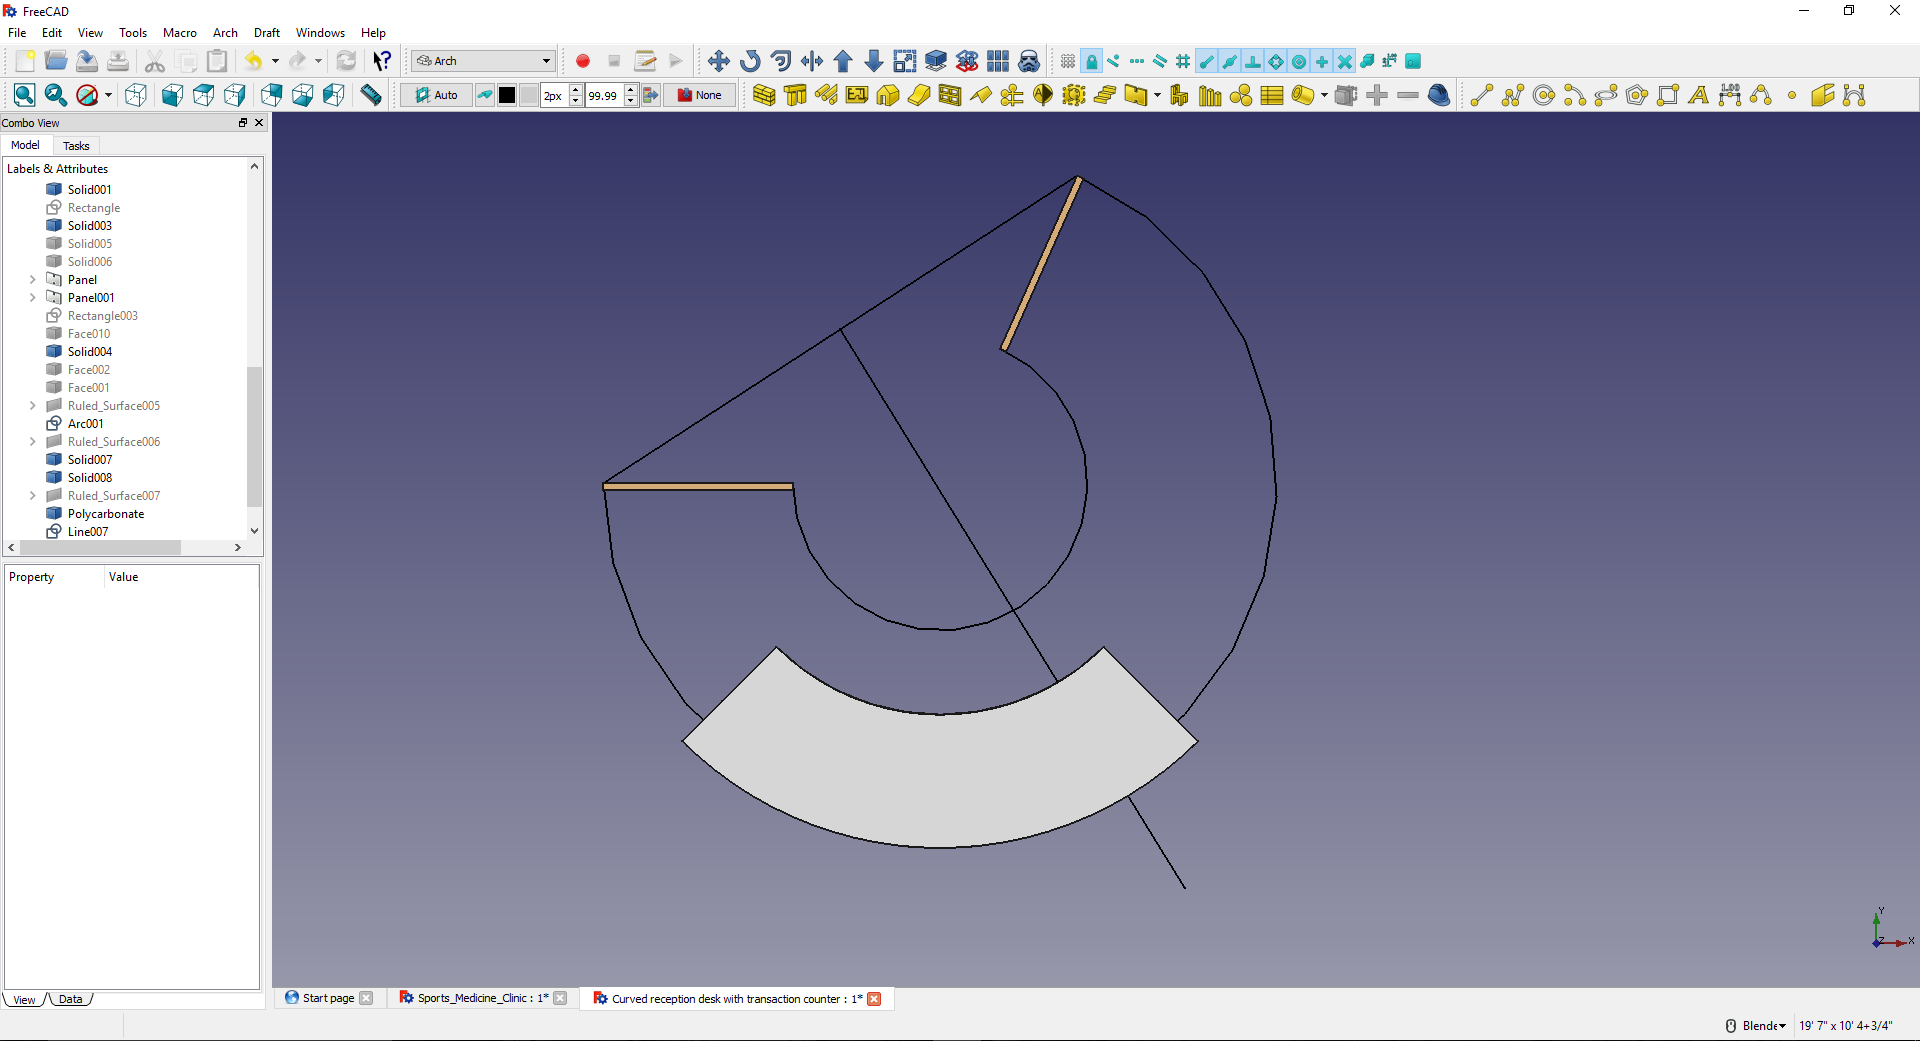 FreeCAD
File Edit View Tools Macro Arch Draft Windows Help
Arch
Auto 2px 99.99 None
1.00
Combo View
Model Tasks
Labels & Attributes
Solid001
Rectangle
Solid003
Solid005
Solid006
Panel
Panel001
Rectangle003
Face010
Solid004
Face002
Face001
Ruled_Surface005
Arc001
Ruled_Surface006
Solid007
Solid008
Ruled_Surface007
Polycarbonate
Line007
Property Value
Y
Z X
View Data
Start page Sports_Medicine_Clinic : 1* Curved reception desk with transaction counter : 1*
Blende 19' 7" x 10' 4+3/4"